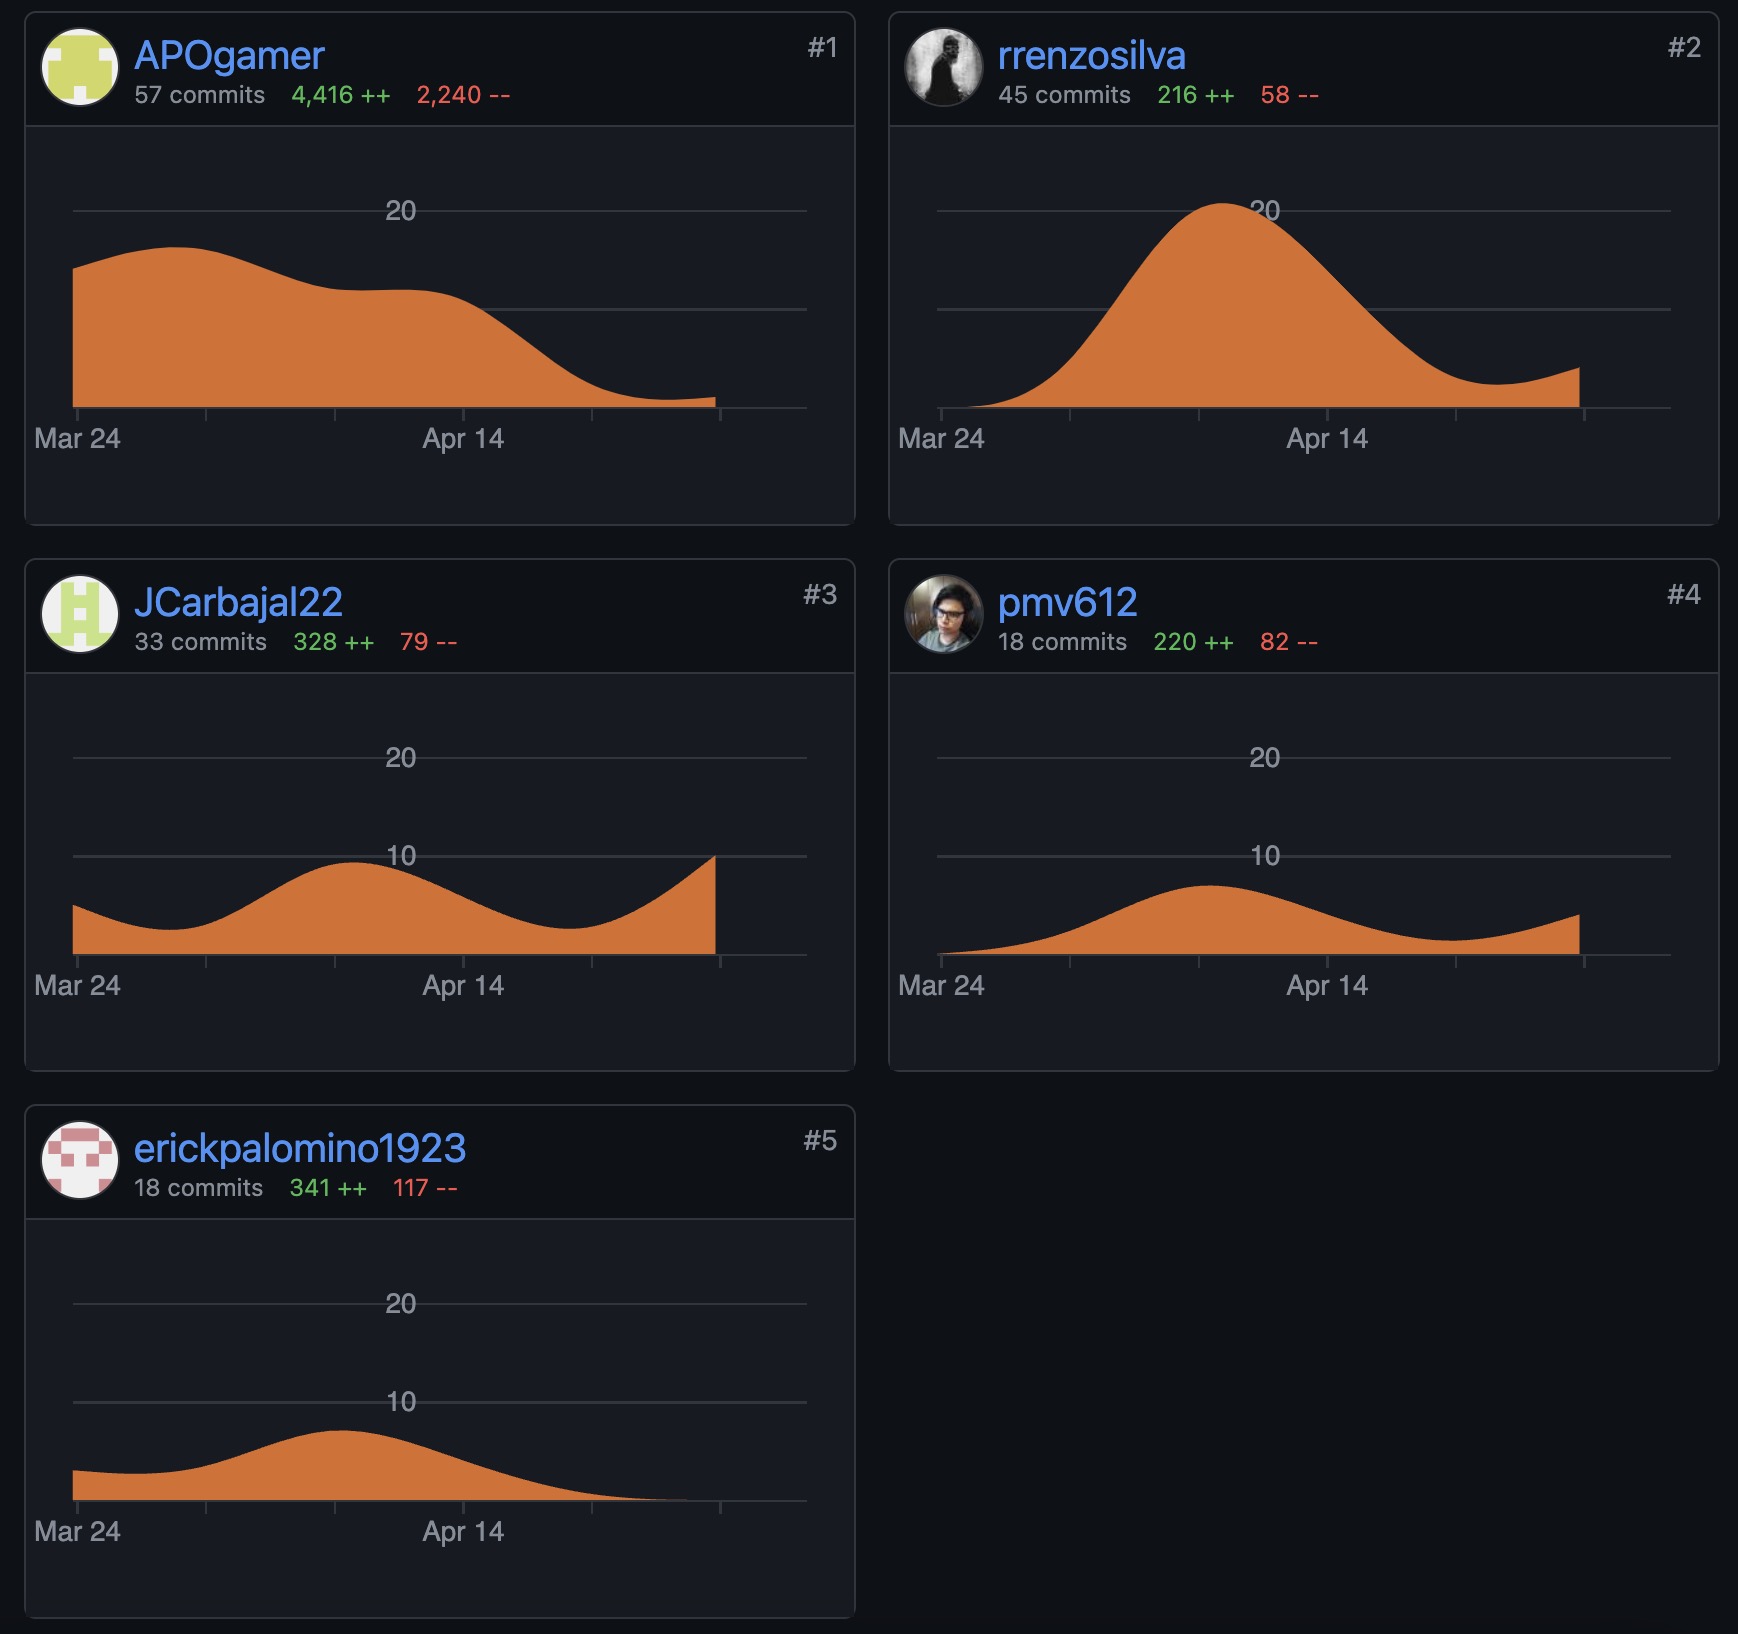 APOgamer
#1
57 commits 4,416 ++ 2,240 --
20
Mar 24 Apr 14
rrenzosilva
#2
45 commits 216 ++ 58 --
20
Mar 24 Apr 14
JCarbajal22
#3
33 commits 328 ++ 79 --
20
10
Mar 24 Apr 14
pmv612
#4
18 commits 220 ++ 82 --
20
10
Mar 24 Apr 14
erickpalomino1923
#5
18 commits 341 ++ 117 --
20
10
Mar 24 Apr 14